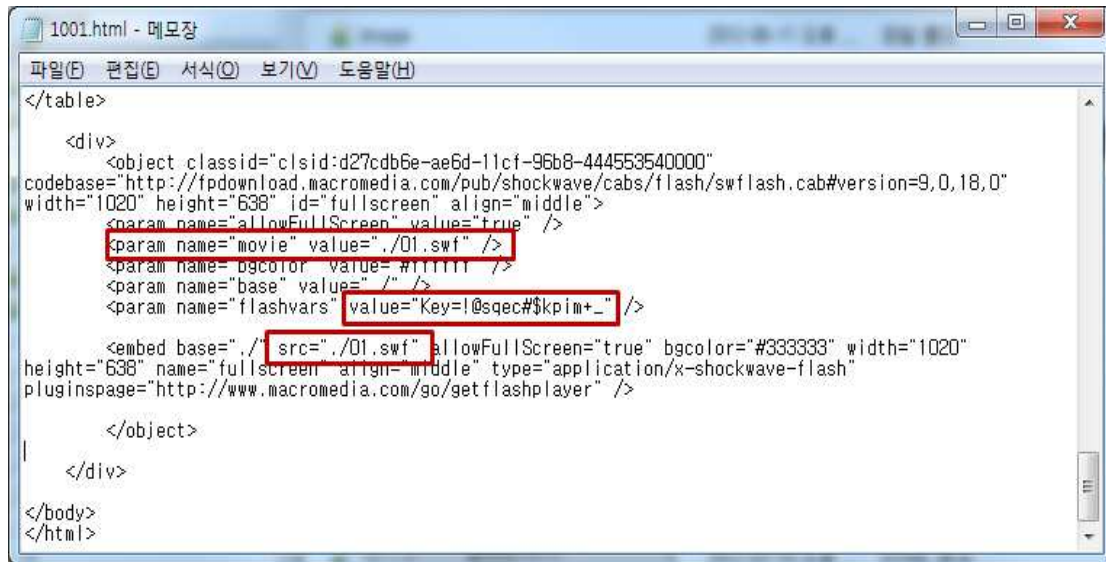 1001.html - 메모장
파일(F) 편집(E) 서식(O) 보기(V) 도움말(H)
</table>
<div>
<object classid="clsid:d27cdb6e-ae6d-11cf-96b8-444553540000"
codebase="http://fpdownload.macromedia.com/pub/shockwave/cabs/flash/swflash.cab#version=9,0,18,0"
width="1020" height="638" id="fullscreen" align="middle">
<param name="allowFullScreen" value="true" />
<param name="movie" value="./01.swf" />
<param name="bgcolor" value="#ffffff" />
<param name="base" value="./" />
<param name="flashvars" value="Key=!@sqec#$kpim+_" />
<embed base="./" src="./01.swf" allowFullScreen="true" bgcolor="#333333" width="1020"
height="638" name="fullscreen" align="middle" type="application/x-shockwave-flash"
pluginspage="http://www.macromedia.com/go/getflashplayer" />
</object>
</div>
</body>
</html>